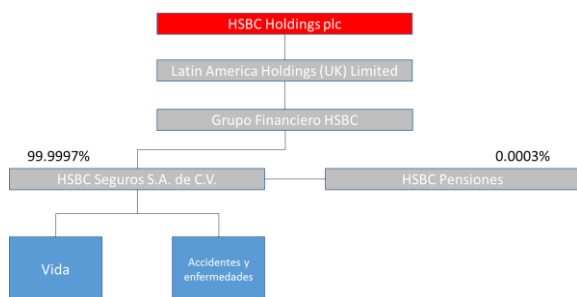 HSBC Holdings plc
Latin America Holdings (UK) Limited
Grupo Financiero HSBC
99.9997%
0.0003%
HSBC Seguros S.A. de C.V.
HSBC Pensiones
Vida
Accidentes y
enfermedades